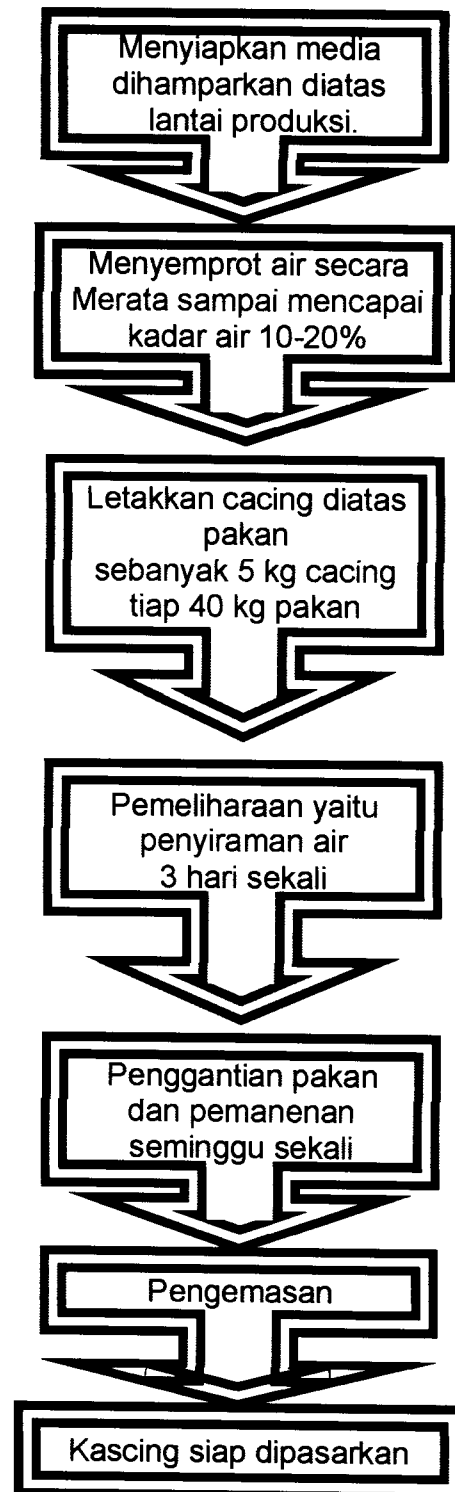 Menyiapkan media
dihamparkan diatas
lantai produksi.
Menyemprot air secara
Merata sampai mencapai
kadar air 10-20%
Letakkan cacing diatas
pakan
sebanyak 5 kg cacing
tiap 40 kg pakan
Pemeliharaan yaitu
penyiraman air
3 hari sekali
Penggantian pakan
dan pemanenan
seminggu sekali
Pengemasan
Kascing siap dipasarkan